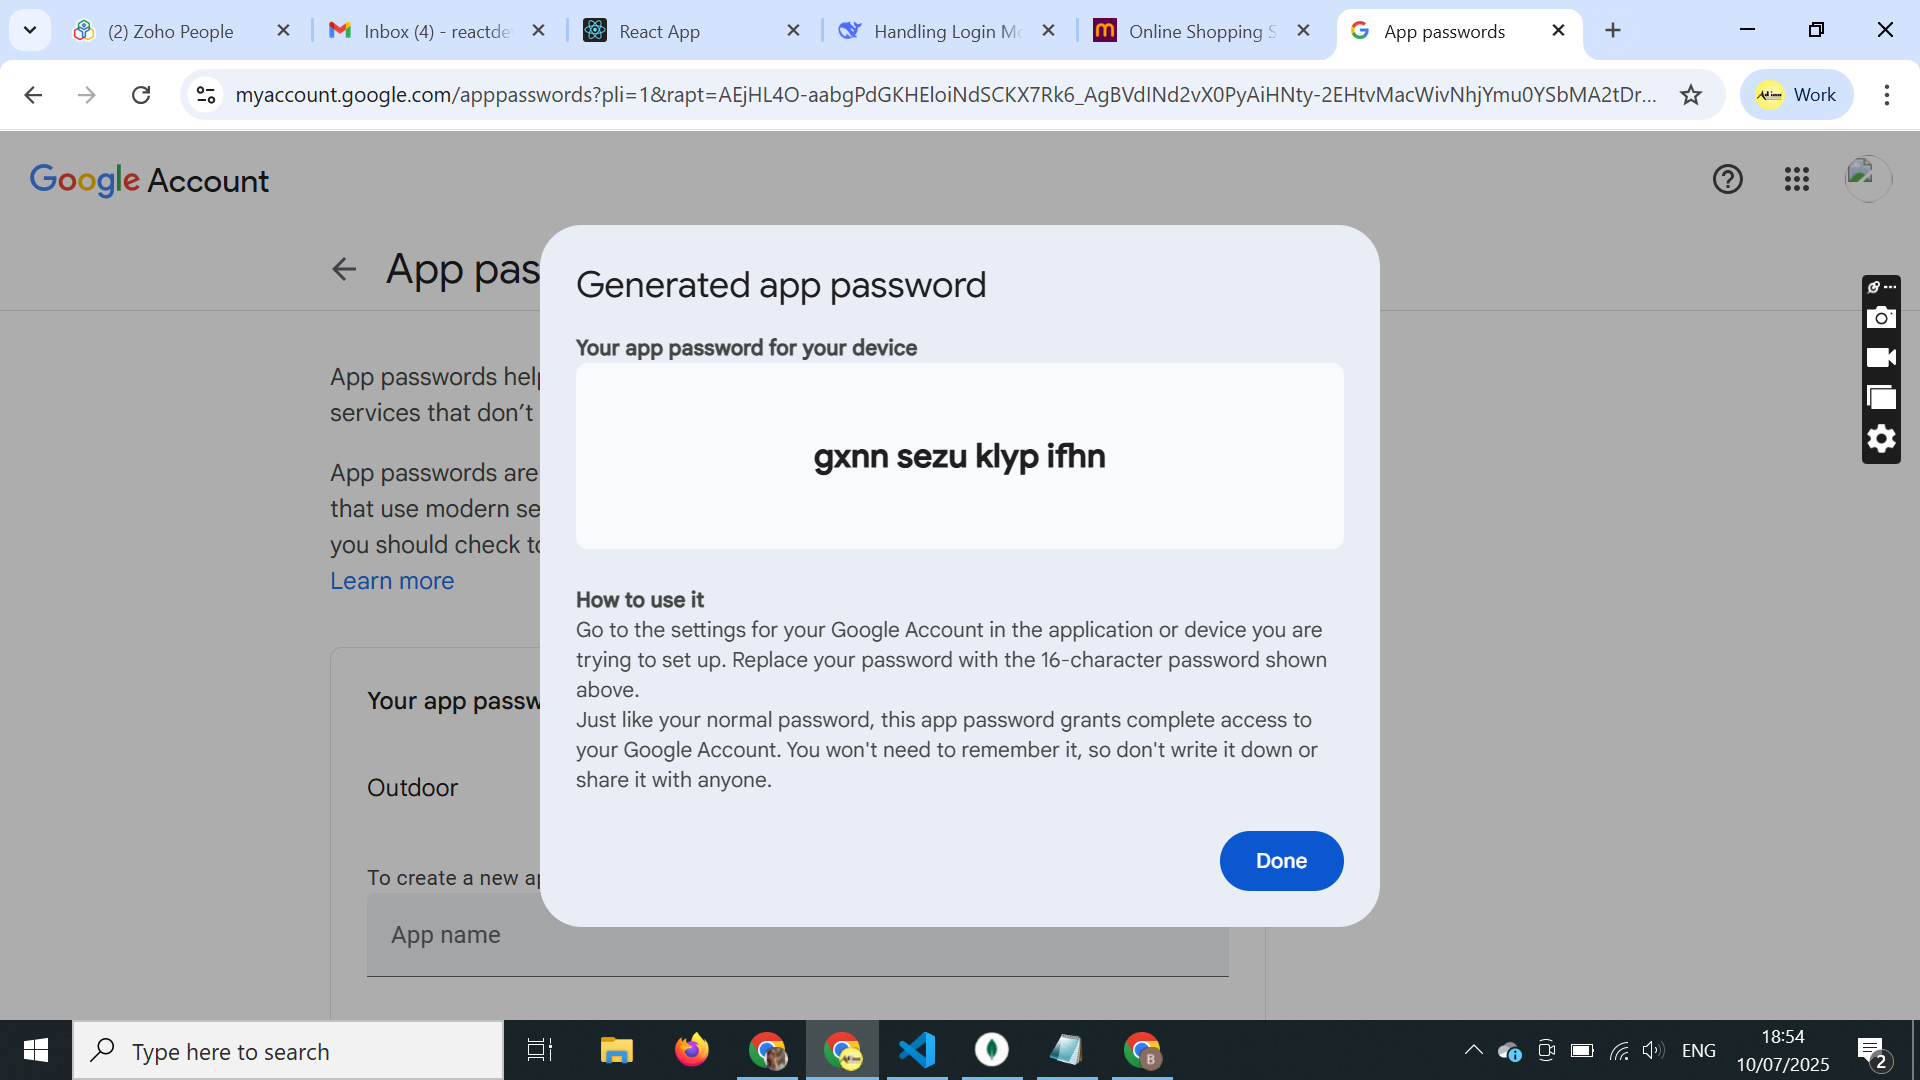 (2) Zoho People
Inbox (4) - reactde
React App
Handling Login Mo
Online Shopping S
App passwords
myaccount.google.com/apppasswords?pli=1&rapt=AEjHL4O-aabgPdGKHEloiNdSCKX7Rk6_AgBVdINd2vX0PyAiHNty-2EHtvMacWivNhjYmu0YSbMA2tDr...
Work
Google Account
App pas
Generated app password
Your app password for your device
App passwords help
services that don't
gxnn sezu klyp ifhn
App passwords are
that use modern se
you should check to
Learn more
How to use it
Go to the settings for your Google Account in the application or device you are
trying to set up. Replace your password with the 16-character password shown
above.
Just like your normal password, this app password grants complete access to
your Google Account. You won't need to remember it, so don't write it down or
share it with anyone.
Your app passw
Outdoor
Done
To create a new ap
App name
Type here to search
B
ENG
18:54
10/07/2025
2